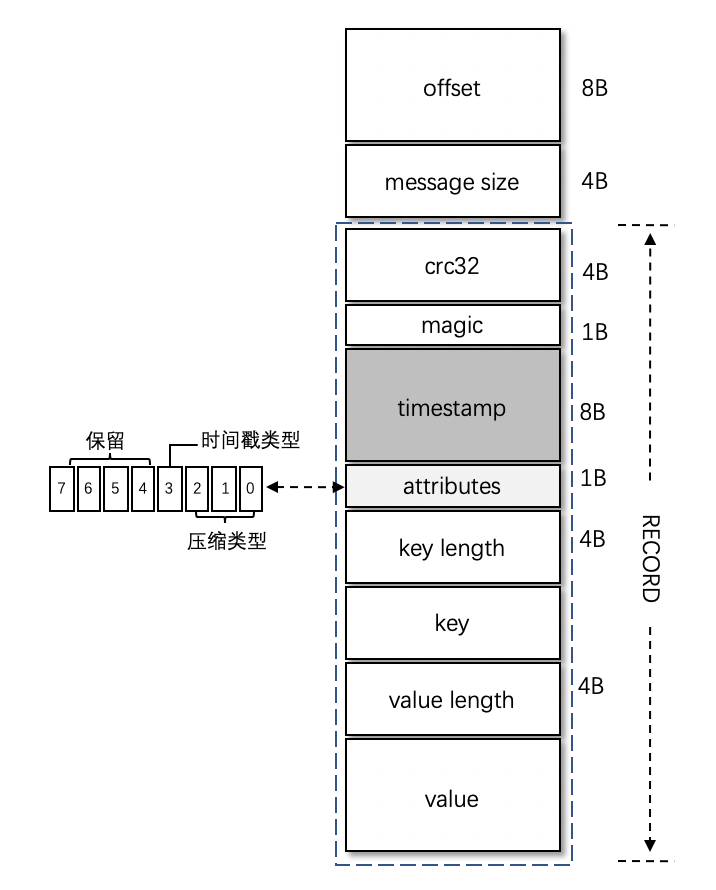 offset
8B
message size
4B
crc32
4B
magic
1B
timestamp
8B
保留
时间戳类型
7 6 5 4 3 2 1 0
压缩类型
attributes
1B
key length
4B
key
value length
4B
value
RECORD